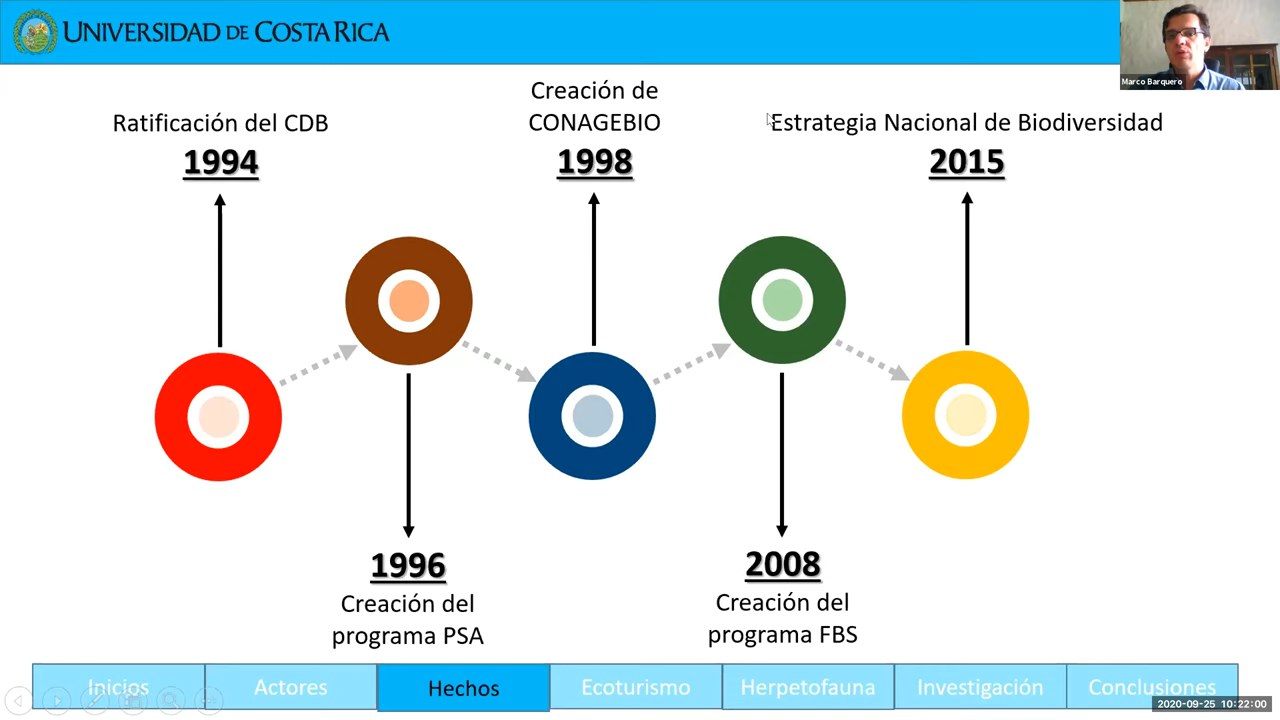 UNIVERSIDAD DE COSTA RICA
Marco Barquero
Ratificación del CDB
1994
Creación de
CONAGEBIO
1998
Estrategia Nacional de Biodiversidad
2015
1996
Creación del
programa PSA
2008
Creación del
programa FBS
Inicios
Actores
Hechos
Ecoturismo
Herpetofauna
Investigación
Conclusiones
2020-09-25 10:22:00